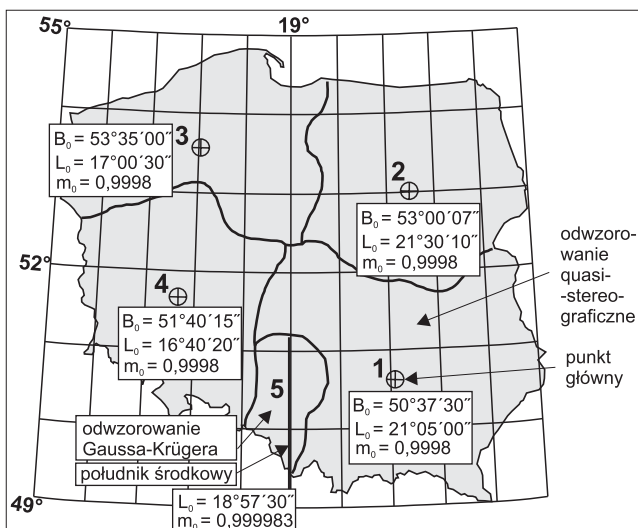 55°
19°
3
B₀ = 53°35´00˝
L₀ = 17°00´30˝
m₀ = 0,9998
2
B₀ = 53°00´07˝
L₀ = 21°30´10˝
m₀ = 0,9998
odwzoro-
wanie
quasi-
-stereo-
graficzne
52°
4
B₀ = 51°40´15˝
L₀ = 16°40´20˝
m₀ = 0,9998
1
punkt
główny
B₀ = 50°37´30˝
L₀ = 21°05´00˝
m₀ = 0,9998
5
odwzorowanie
Gaussa-Krügera
południk środkowy
49°
L₀ = 18°57´30˝
m₀ = 0,999983